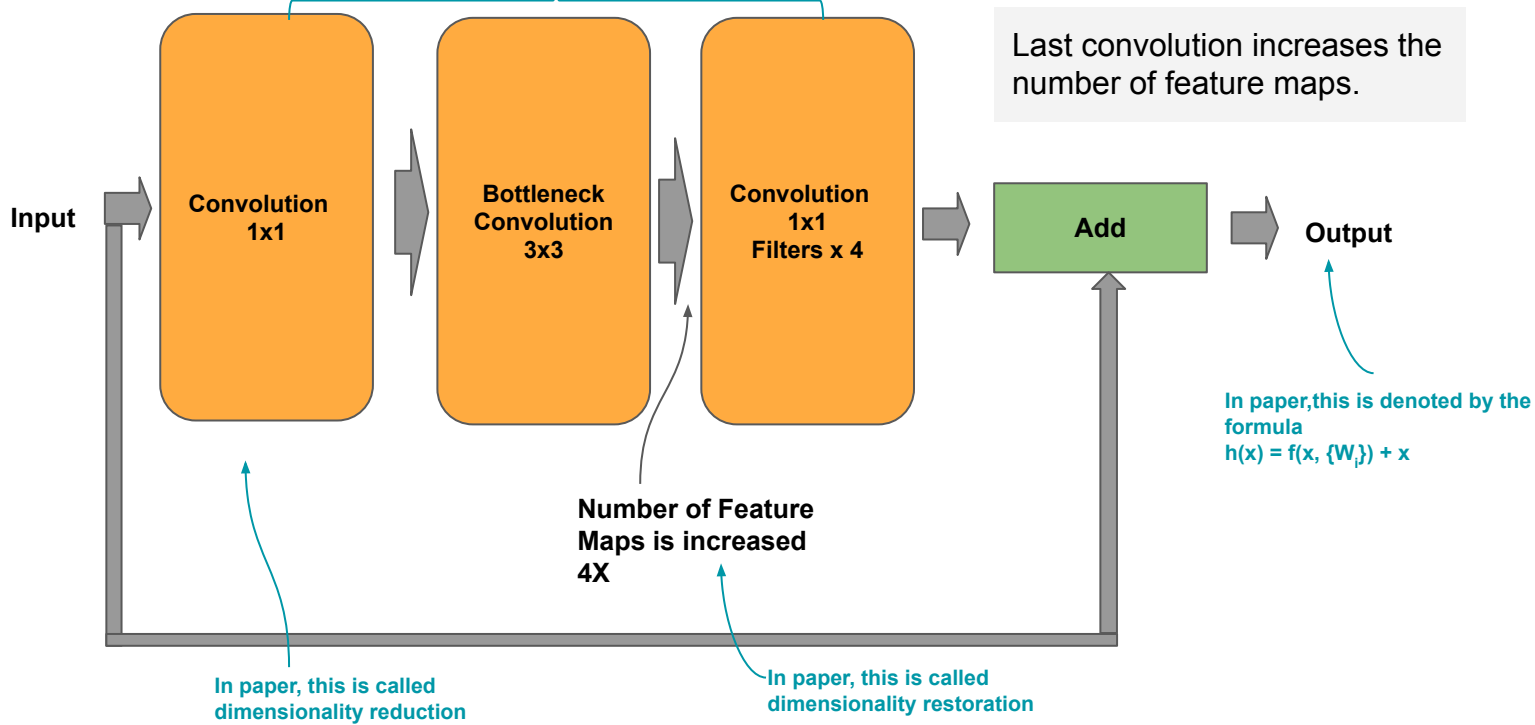 Last convolution increases the
number of feature maps.
Input
Convolution
1x1
Bottleneck
Convolution
3x3
Convolution
1x1
Filters x 4
Add
Output
In paper,this is denoted by the
formula
h(x) = f(x, {Wᵢ}) + x
Number of Feature
Maps is increased
4X
In paper, this is called
dimensionality reduction
In paper, this is called
dimensionality restoration